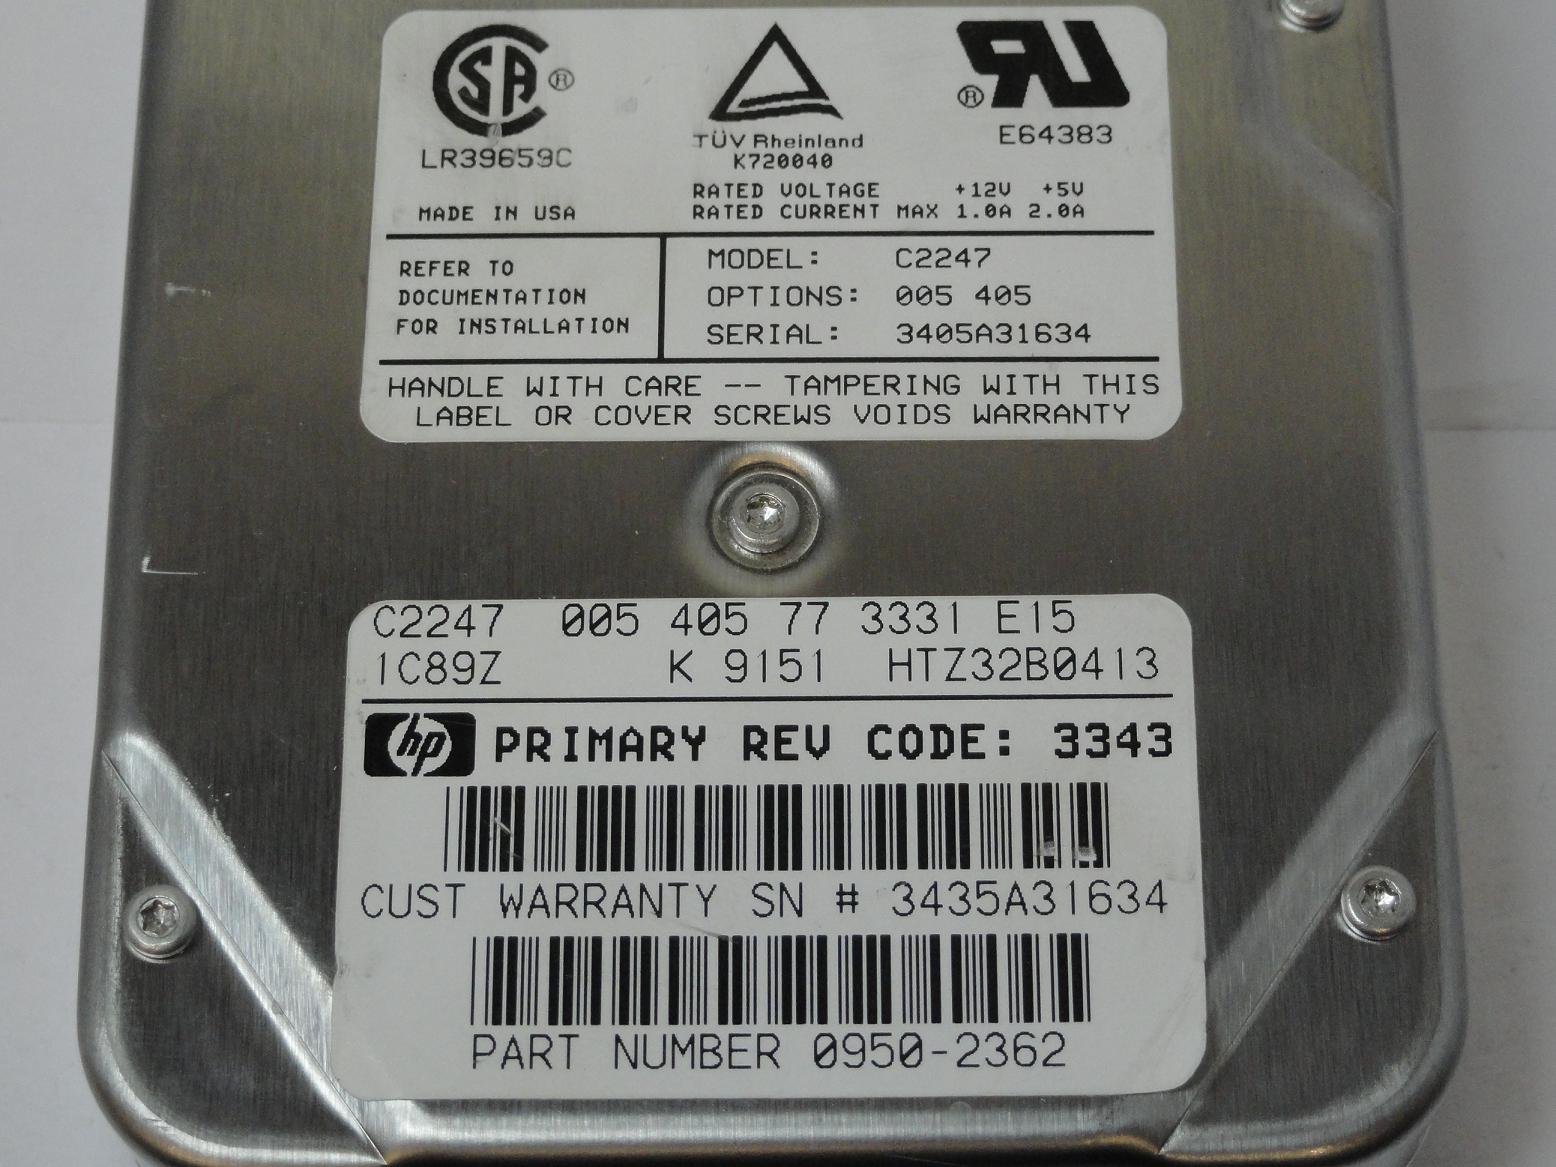 CSA ®
LR39659C
TÜV Rheinland
K720040
® RU
E64383
MADE IN USA
RATED VOLTAGE +12V +5V
RATED CURRENT MAX 1.0A 2.0A
REFER TO
DOCUMENTATION
FOR INSTALLATION
MODEL: C2247
OPTIONS: 005 405
SERIAL: 3405A31634
HANDLE WITH CARE -- TAMPERING WITH THIS
LABEL OR COVER SCREWS VOIDS WARRANTY
C2247 005 405 77 3331 E15
1C89Z K 9151 HTZ32B0413
hp PRIMARY REV CODE: 3343
CUST WARRANTY SN # 3435A31634
PART NUMBER 0950-2362